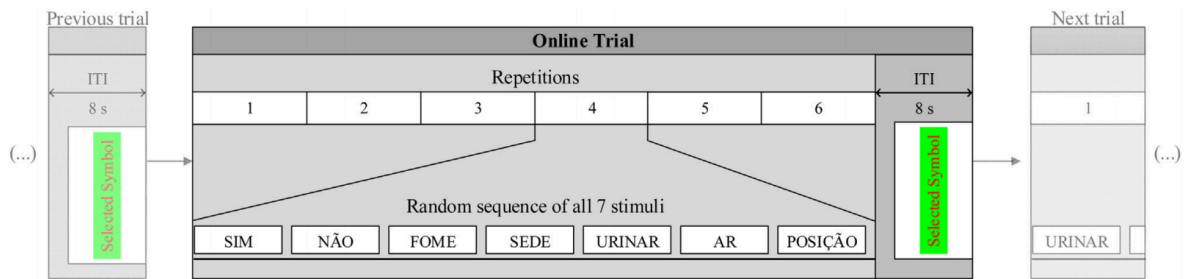 Previous trial
ITI
8 s
Selected Symbol
(...)
Online Trial
Repetitions
1 2 3 4 5 6
Random sequence of all 7 stimuli
SIM NÃO FOME SEDE URINAR AR POSIÇÃO
ITI
8 s
Selected Symbol
Next trial
1
URINAR
(...)